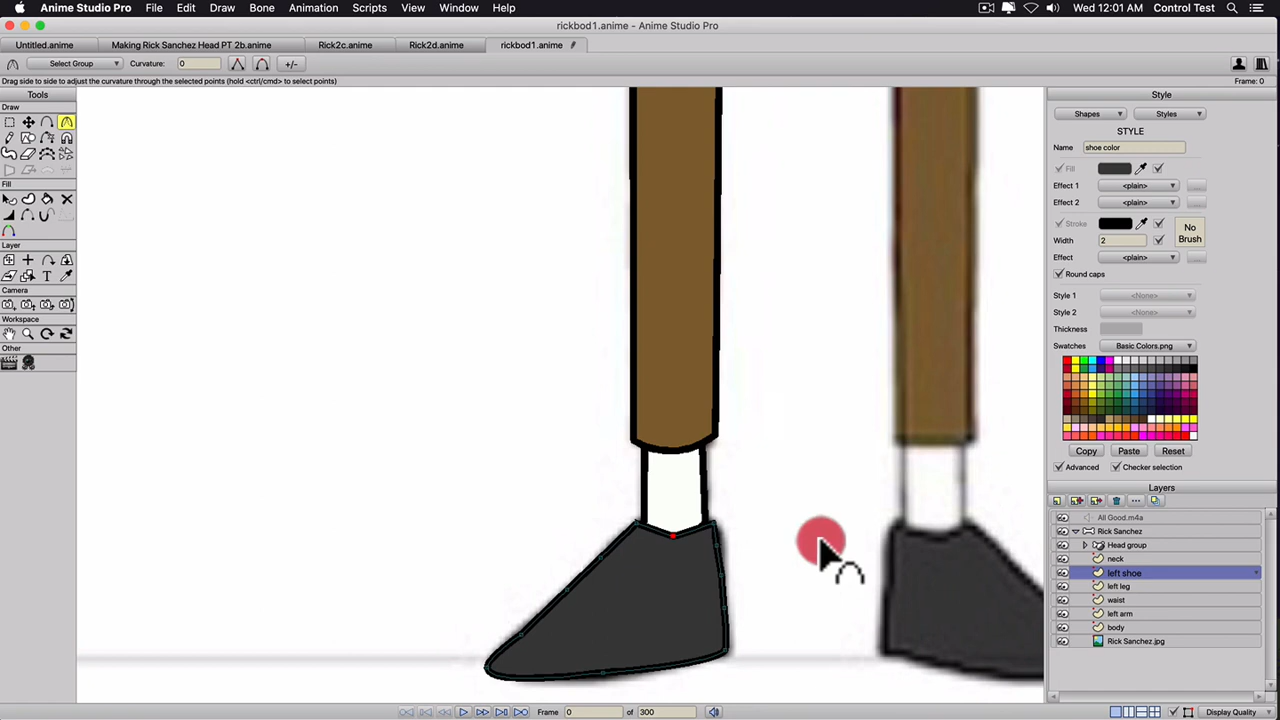 Anime Studio Pro File Edit Draw Bone Animation Scripts Layer View Window Help Wed 12:01 AM Control Test
rickbod1.anime - Anime Studio Pro
Untitled.anime Making Rick Sanchez Head PT 2b.anime Rick2c.anime Rick2d.anime rickbod1.anime
Select Group Curvature: 0 +/-
Drag side to side to adjust the curvature through the selected points (hold <ctrl/cmd> to select points) Frame: 0
Tools
Draw
Fill
Layer
T
Camera
Workspace
Other
Style
Shapes Styles
STYLE
Name shoe color
Fill
Effect 1 <plain> ...
Effect 2 <plain> ...
Stroke No Brush
Width 2
Effect <plain> ...
Round caps
Style 1 <None>
Style 2 <None>
Thickness
Swatches Basic Colors.png
Copy Paste Reset
Advanced Checker selection
Layers
All Good.m4a
Rick Sanchez
Head group
neck
left shoe
left leg
waist
left arm
body
Rick Sanchez.jpg
Frame 0 of 300 Display Quality